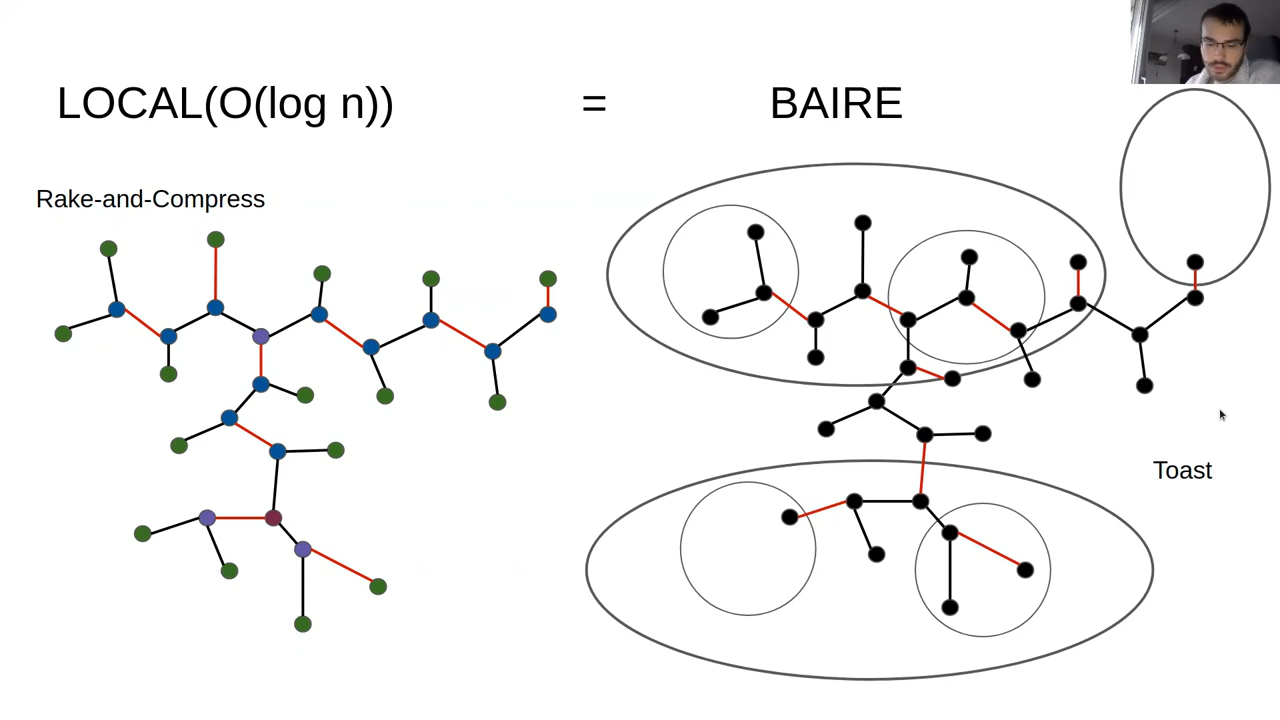 LOCAL(O(log n)) = BAIRE
Rake-and-Compress
Toast